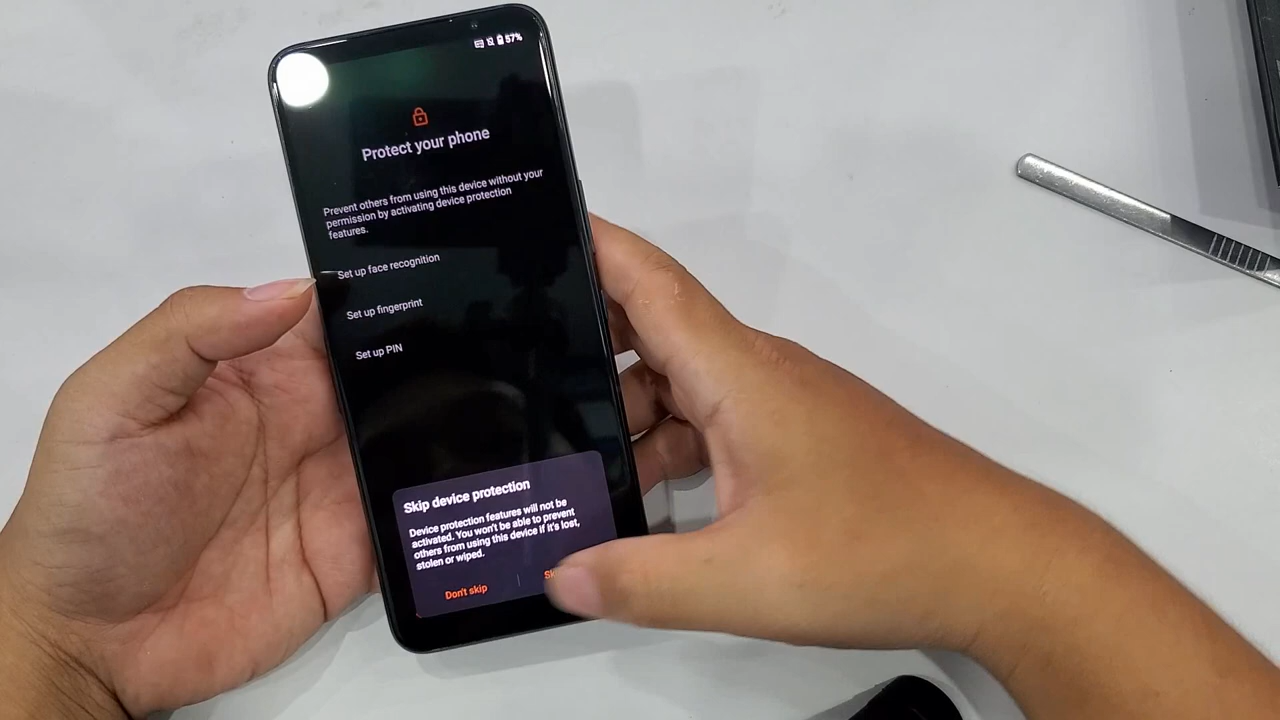 57%
Protect your phone
Prevent others from using this device without your
permission by activating device protection
features.
Set up face recognition
Set up fingerprint
Set up PIN
Skip device protection
Device protection features will not be
activated. You won't be able to prevent
others from using this device if it's lost,
stolen or wiped.
Don't skip